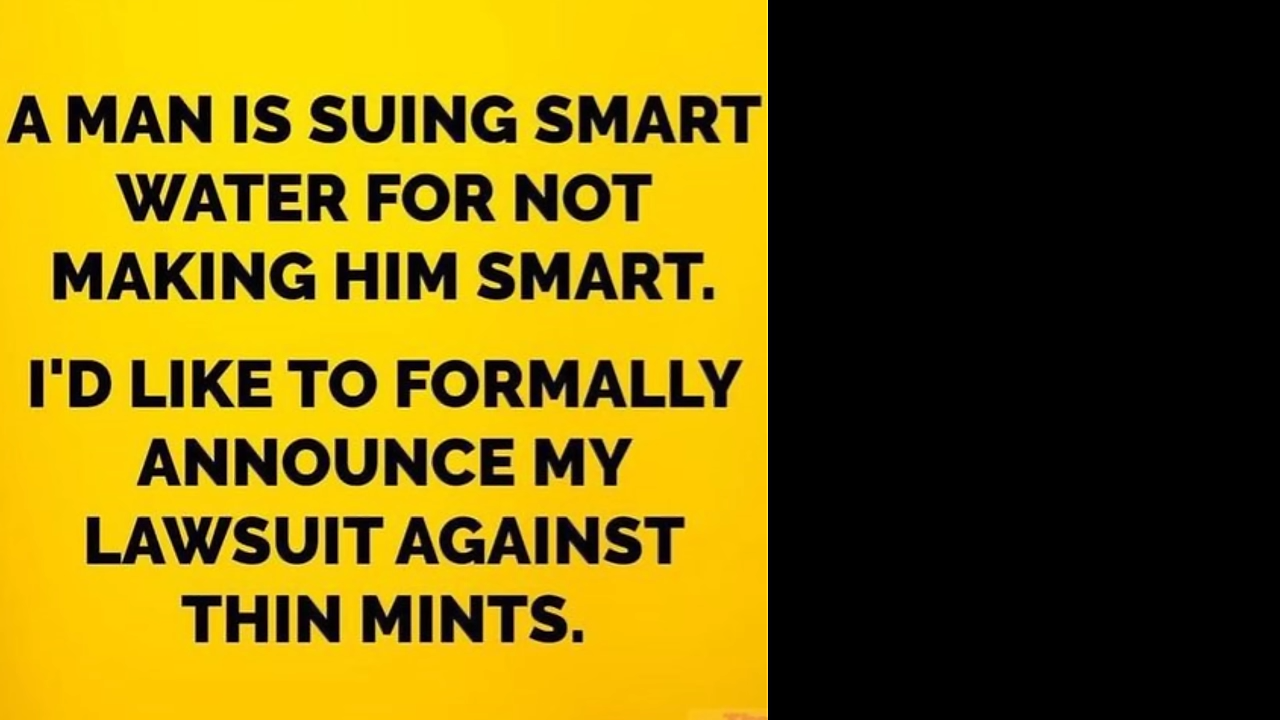 A MAN IS SUING SMART
WATER FOR NOT
MAKING HIM SMART.
I'D LIKE TO FORMALLY
ANNOUNCE MY
LAWSUIT AGAINST
THIN MINTS.